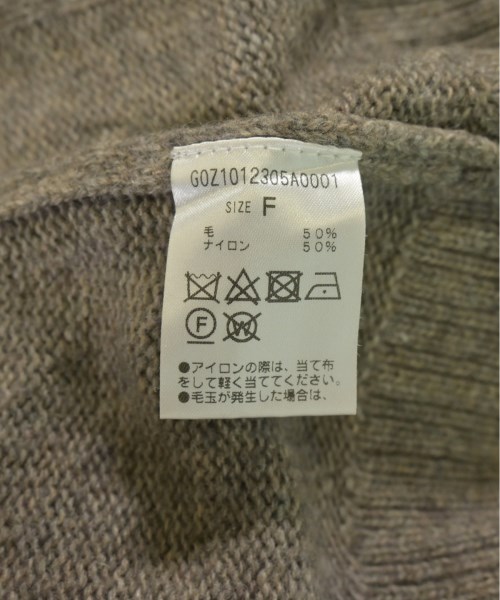 G0Z1012305A0001
SIZE F
毛 50%
ナイロン 50%
F W
●アイロンの際は、当て布
をして軽く当ててください。
●毛玉が発生した場合は、